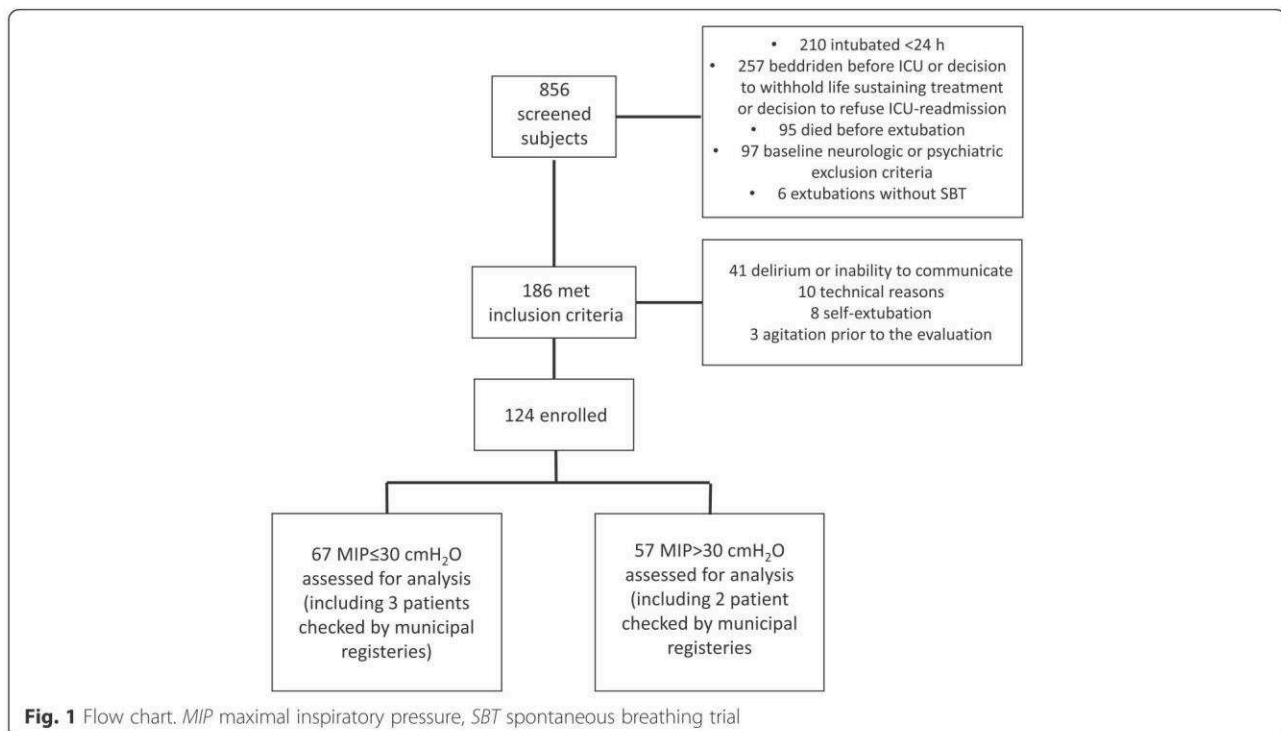 856
screened
subjects
• 210 intubated <24 h
• 257 beddriden before ICU or decision
to withhold life sustaining treatment
or decision to refuse ICU-readmission
• 95 died before extubation
• 97 baseline neurologic or psychiatric
exclusion criteria
• 6 extubations without SBT
186 met
inclusion criteria
41 delirium or inability to communicate
10 technical reasons
8 self-extubation
3 agitation prior to the evaluation
124 enrolled
67 MIP≤30 cmH₂O
assessed for analysis
(including 3 patients
checked by municipal
registeries)
57 MIP>30 cmH₂O
assessed for analysis
(including 2 patient
checked by municipal
registeries
Fig. 1 Flow chart. MIP maximal inspiratory pressure, SBT spontaneous breathing trial